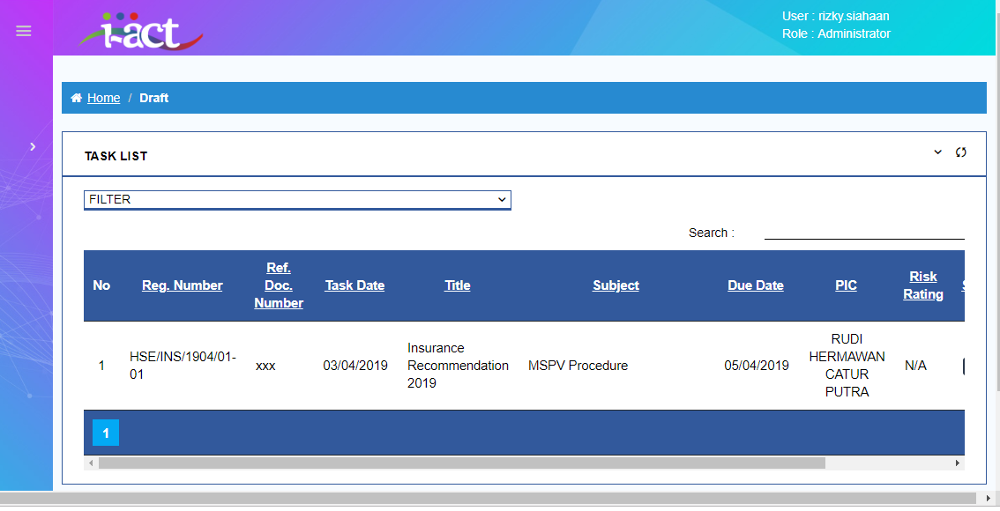 i-act
User : rizky.siahaan
Role : Administrator
Home / Draft
TASK LIST
FILTER
Search :
No Reg. Number Ref. Doc. Number Task Date Title Subject Due Date PIC Risk Rating
1 HSE/INS/1904/01-01 xxx 03/04/2019 Insurance Recommendation 2019 MSPV Procedure 05/04/2019 RUDI HERMAWAN CATUR PUTRA N/A
1